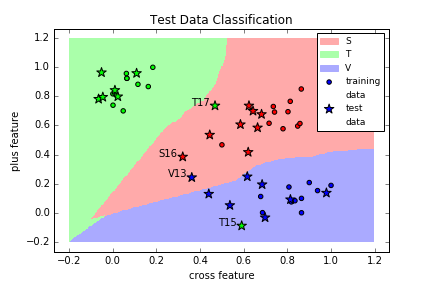 Test Data Classification
S
T
V
training
data
test
data
T17
S16
V13
T15
1.2
1.0
0.8
0.6
0.4
0.2
0.0
−0.2
plus feature
−0.2 0.0 0.2 0.4 0.6 0.8 1.0 1.2
cross feature